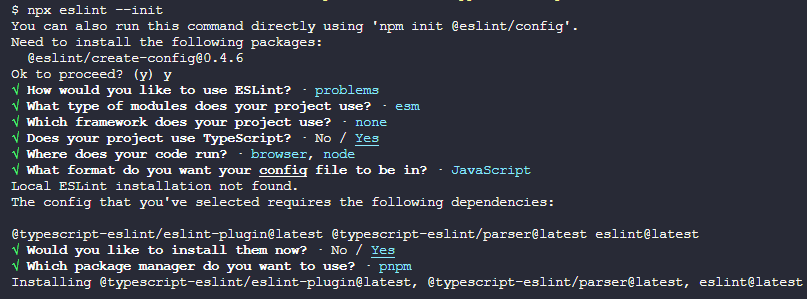 $ npx eslint --init
You can also run this command directly using 'npm init @eslint/config'.
Need to install the following packages:
  @eslint/create-config@0.4.6
Ok to proceed? (y) y
√ How would you like to use ESLint? · problems
√ What type of modules does your project use? · esm
√ Which framework does your project use? · none
√ Does your project use TypeScript? · No / Yes
√ Where does your code run? · browser, node
√ What format do you want your config file to be in? · JavaScript
Local ESLint installation not found.
The config that you've selected requires the following dependencies:

@typescript-eslint/eslint-plugin@latest @typescript-eslint/parser@latest eslint@latest
√ Would you like to install them now? · No / Yes
√ Which package manager do you want to use? · pnpm
Installing @typescript-eslint/eslint-plugin@latest, @typescript-eslint/parser@latest, eslint@latest